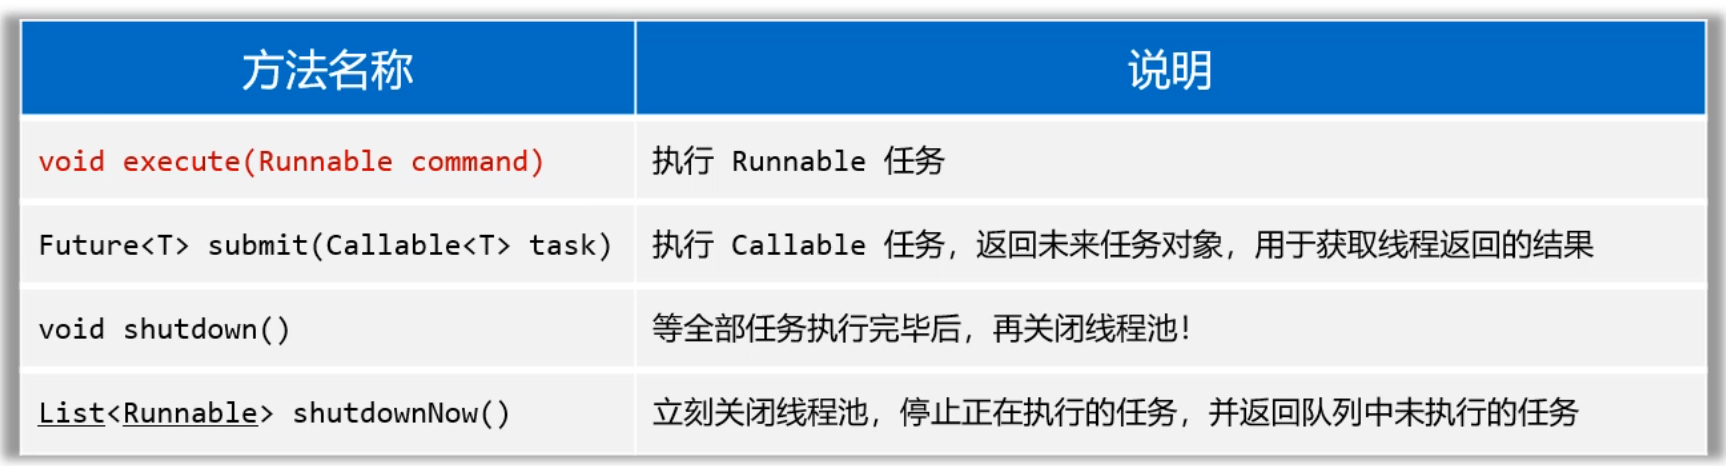 方法名称 说明
void execute(Runnable command) 执行 Runnable 任务
Future<T> submit(Callable<T> task) 执行 Callable 任务，返回未来任务对象，用于获取线程返回的结果
void shutdown() 等全部任务执行完毕后，再关闭线程池！
List<Runnable> shutdownNow() 立刻关闭线程池，停止正在执行的任务，并返回队列中未执行的任务